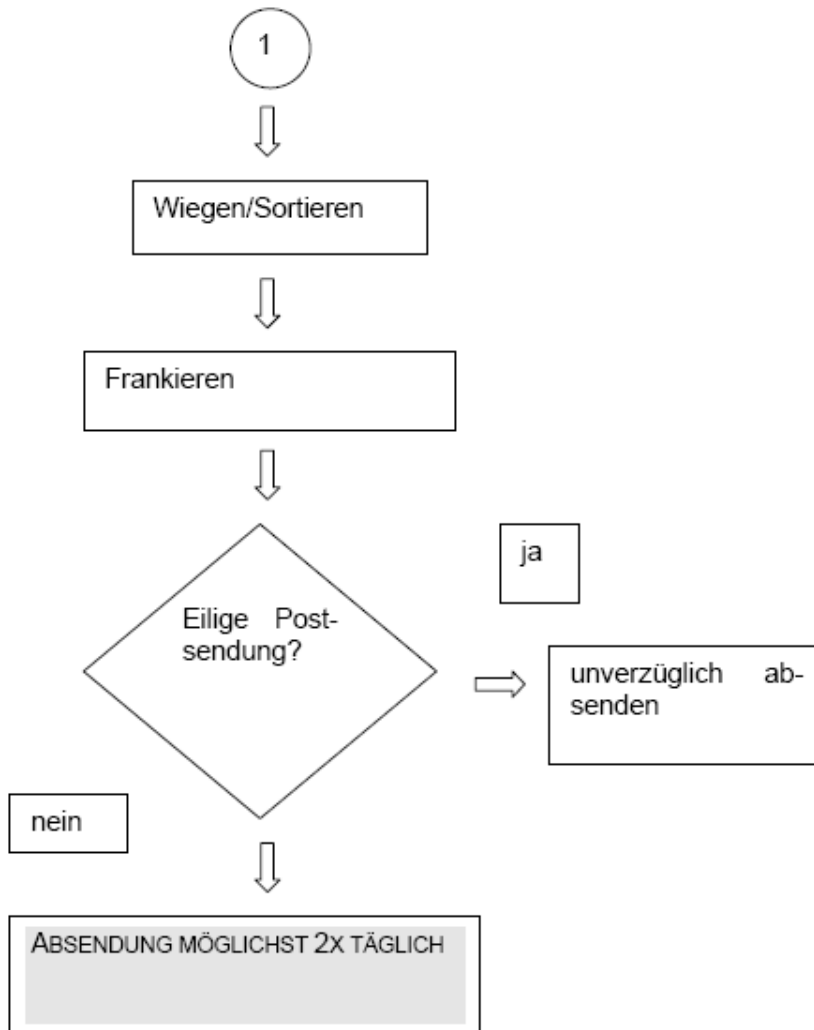 1
Wiegen/Sortieren
Frankieren
ja
Eilige Post-
sendung?
unverzüglich ab-
senden
nein
ABSENDUNG MÖGLICHST 2X TÄGLICH